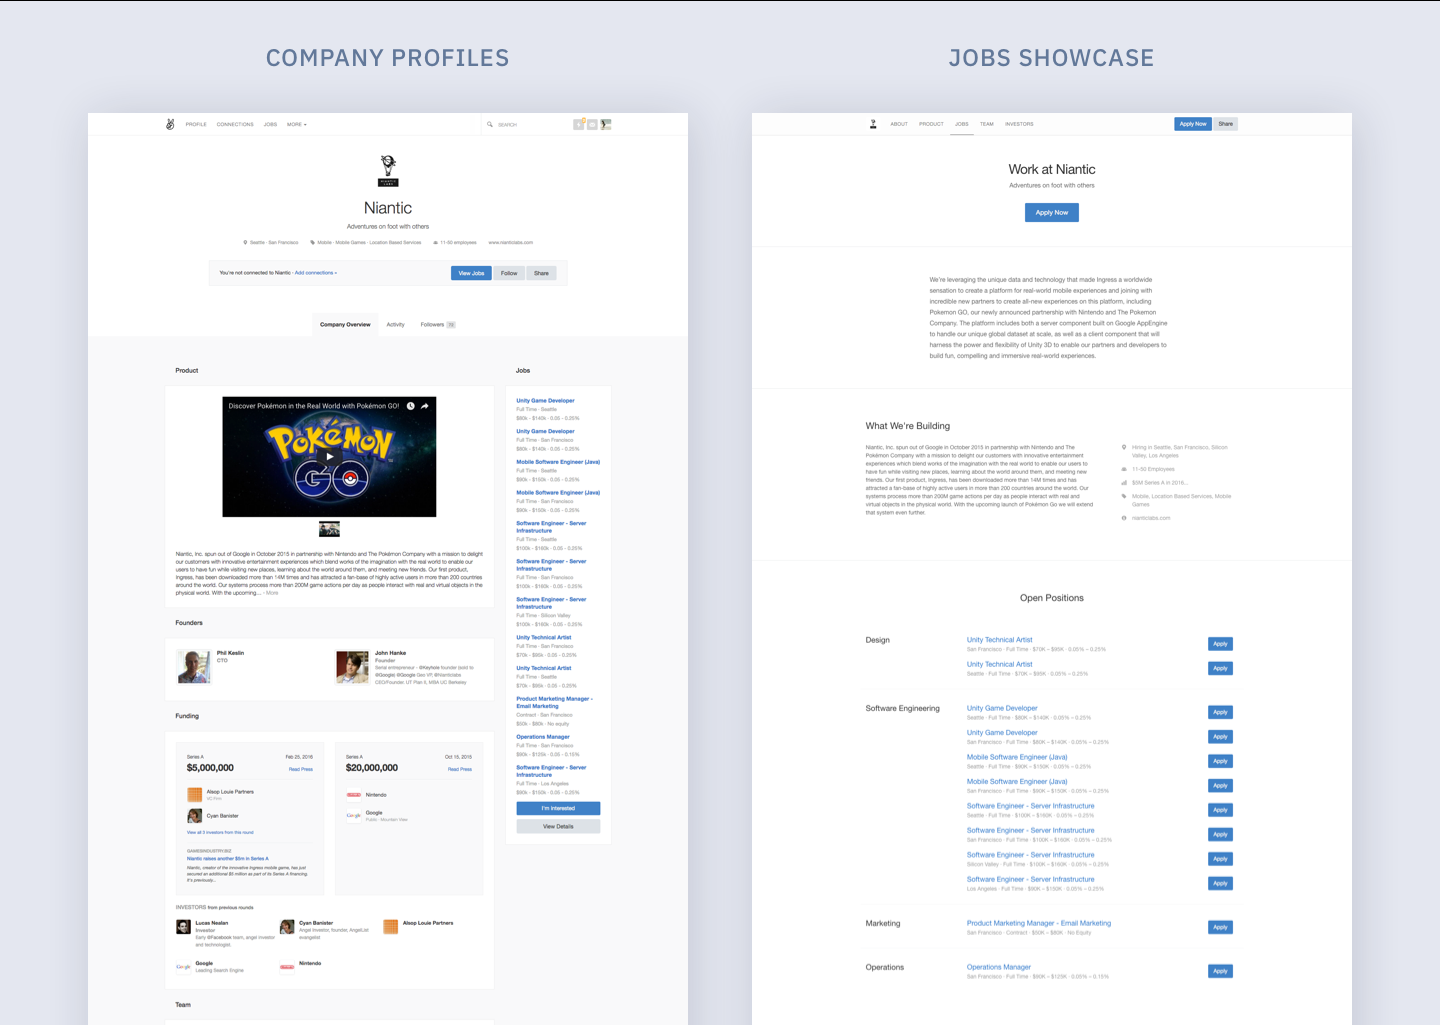 COMPANY PROFILES
PROFILE CONNECTIONS JOBS MORE
SEARCH
NIANTIC
LABS
Niantic
Adventures on foot with others
Seattle · San Francisco Mobile · Mobile Games · Location Based Services 11-50 employees www.nianticlabs.com
You're not connected to Niantic · Add connections »
View Jobs Follow Share
Company Overview Activity Followers
Product
Discover Pokémon in the Real World with Pokémon GO!
POKÉMON
GO
Niantic, Inc. spun out of Google in October 2015 in partnership with Nintendo and The Pokémon Company with a mission to delight
our customers with innovative entertainment experiences which blend works of the imagination with the real world to enable our users to
have fun while visiting new places, learning about the world around them, and meeting new friends. Our first product,
Ingress, has been downloaded more than 14M times and has attracted a fan-base of highly active users in more than 200 countries
around the world. Our systems process more than 200M game actions per day as people interact with real and virtual objects in the
physical world. With the upcoming... · More
Founders
Phil Keslin
CTO
John Hanke
Founder
Serial entrepreneur - @Keyhole founder (sold to
@Google) @Google Geo VP, @Nianticlabs
CEO/Founder. UT Plan II, MBA UC Berkeley
Funding
Series A Feb 25, 2016
$5,000,000 Read Press
Alsop Louie Partners
VC Firm
Cyan Banister
View all 5 investors from this round
GAMESINDUSTRY.BIZ
Niantic raises another $5m in Series A
Niantic, creator of the innovative Ingress mobile game, has just
secured an additional $5 million as part of its Series A financing.
It's previously...
Series A Oct 15, 2015
$20,000,000 Read Press
Nintendo
Google
Public · Mountain View
INVESTORS from previous rounds
Lucas Nealan
Investor
Early @Facebook team, angel investor
and technologist.
Cyan Banister
Angel Investor, founder, AngelList
evangelist
Alsop Louie Partners
Google
Leading Search Engine.
Nintendo
Team
Jobs
Unity Game Developer
Full Time · Seattle
$80k - $140k · 0.05 - 0.25%
Unity Game Developer
Full Time · San Francisco
$80k - $140k · 0.05 - 0.25%
Mobile Software Engineer (Java)
Full Time · Seattle
$90k - $150k · 0.05 - 0.25%
Mobile Software Engineer (Java)
Full Time · San Francisco
$90k - $150k · 0.05 - 0.25%
Software Engineer - Server
Infrastructure
Full Time · Seattle
$100k - $160k · 0.05 - 0.25%
Software Engineer - Server
Infrastructure
Full Time · San Francisco
$100k - $160k · 0.05 - 0.25%
Software Engineer - Server
Infrastructure
Full Time · Silicon Valley
$100k - $160k · 0.05 - 0.25%
Unity Technical Artist
Full Time · San Francisco
$70k - $95k · 0.05 - 0.25%
Unity Technical Artist
Full Time · Seattle
$70k - $95k · 0.05 - 0.25%
Product Marketing Manager -
Email Marketing
Contract · San Francisco
$50k - $80k · No equity
Operations Manager
Full Time · San Francisco
$90k - $125k · 0.05 - 0.15%
Software Engineer - Server
Infrastructure
Full Time · Los Angeles
$90k - $150k · 0.05 - 0.25%
I'm Interested
View Details
JOBS SHOWCASE
ABOUT PRODUCT JOBS TEAM INVESTORS
Apply Now Share
Work at Niantic
Adventures on foot with others
Apply Now
We're leveraging the unique data and technology that made Ingress a worldwide
sensation to create a platform for real-world mobile experiences and joining with
incredible new partners to create all-new experiences on this platform, including
Pokemon GO, our newly announced partnership with Nintendo and The Pokemon
Company. The platform includes both a server component built on Google AppEngine
to handle our unique global dataset at scale, as well as a client component that will
harness the power and flexibility of Unity 3D to enable our partners and developers to
build fun, compelling and immersive real-world experiences.
What We're Building
Niantic, Inc. spun out of Google in October 2015 in partnership with Nintendo and The
Pokémon Company with a mission to delight our customers with innovative entertainment
experiences which blend works of the imagination with the real world to enable our users to
have fun while visiting new places, learning about the world around them, and meeting new
friends. Our first product, Ingress, has been downloaded more than 14M times and has
attracted a fan-base of highly active users in more than 200 countries around the world. Our
systems process more than 200M game actions per day as people interact with real and
virtual objects in the physical world. With the upcoming launch of Pokémon Go we will extend
that system even further.
Hiring in Seattle, San Francisco, Silicon
Valley, Los Angeles
11-50 Employees
$5M Series A in 2016...
Mobile, Location Based Services, Mobile
Games
nianticlabs.com
Open Positions
Design
Unity Technical Artist Apply
San Francisco · Full Time · $70K – $95K · 0.05% – 0.25%
Unity Technical Artist Apply
Seattle · Full Time · $70K – $95K · 0.05% – 0.25%
Software Engineering
Unity Game Developer Apply
Seattle · Full Time · $80K – $140K · 0.05% – 0.25%
Unity Game Developer Apply
San Francisco · Full Time · $80K – $140K · 0.05% – 0.25%
Mobile Software Engineer (Java) Apply
Seattle · Full Time · $90K – $150K · 0.05% – 0.25%
Mobile Software Engineer (Java) Apply
San Francisco · Full Time · $90K – $150K · 0.05% – 0.25%
Software Engineer - Server Infrastructure Apply
Seattle · Full Time · $100K – $160K · 0.05% – 0.25%
Software Engineer - Server Infrastructure Apply
San Francisco · Full Time · $100K – $160K · 0.05% – 0.25%
Software Engineer - Server Infrastructure Apply
Silicon Valley · Full Time · $100K – $160K · 0.05% – 0.25%
Software Engineer - Server Infrastructure Apply
Los Angeles · Full Time · $90K – $150K · 0.05% – 0.25%
Marketing
Product Marketing Manager - Email Marketing Apply
San Francisco · Contract · $50K – $80K · No Equity
Operations
Operations Manager Apply
San Francisco · Full Time · $90K – $125K · 0.05% – 0.15%